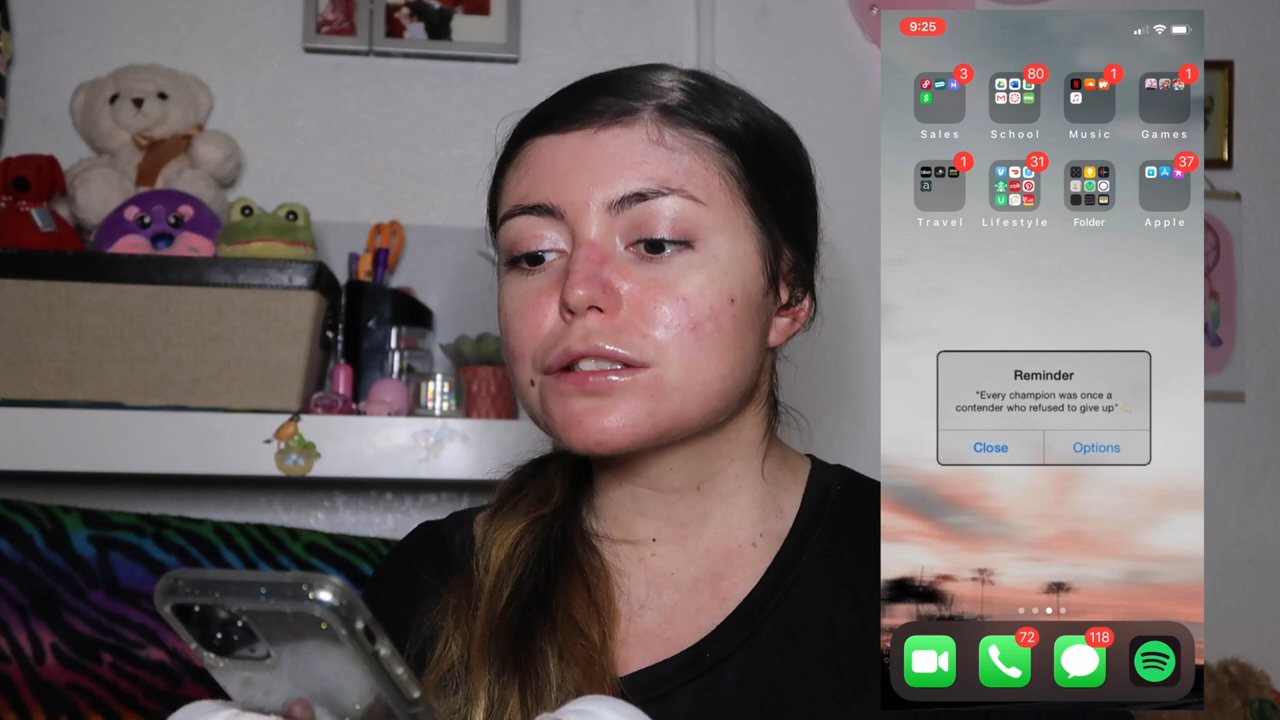 9:25
3
80
1
1
Sales
School
Music
Games
1
31
37
Travel
Lifestyle
Folder
Apple
Reminder
"Every champion was once a
contender who refused to give up"
Close
Options
72
118